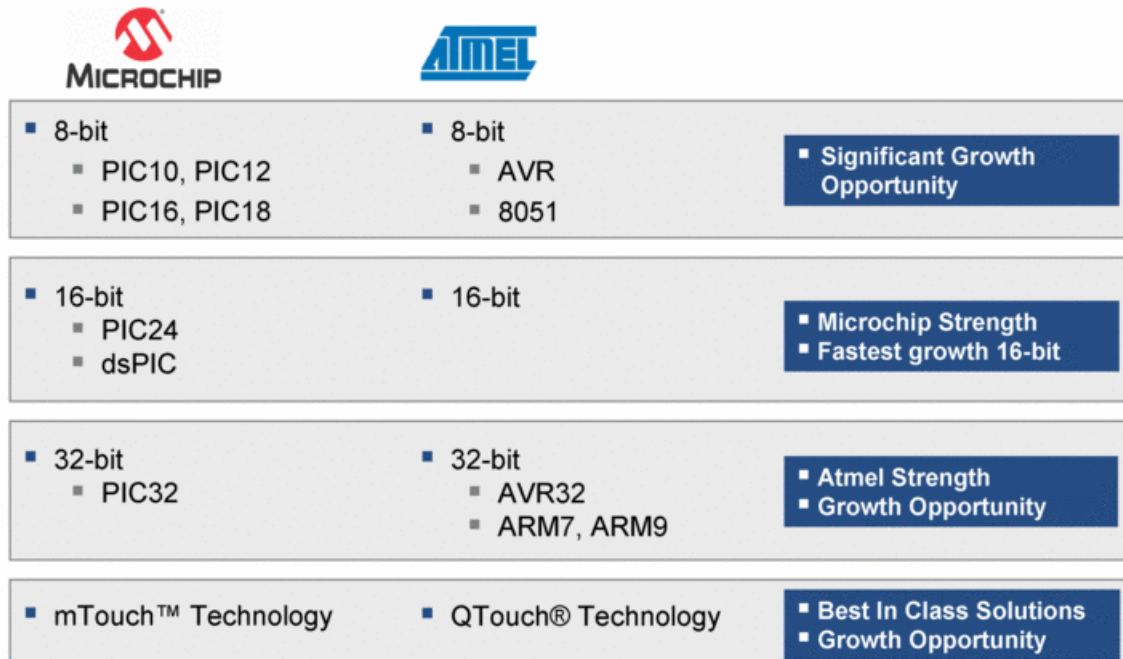 MICROCHIP
ATMEL
8-bit
PIC10, PIC12
PIC16, PIC18
8-bit
AVR
8051
Significant Growth
Opportunity
16-bit
PIC24
dsPIC
16-bit
Microchip Strength
Fastest growth 16-bit
32-bit
PIC32
32-bit
AVR32
ARM7, ARM9
Atmel Strength
Growth Opportunity
mTouch™ Technology
QTouch® Technology
Best In Class Solutions
Growth Opportunity